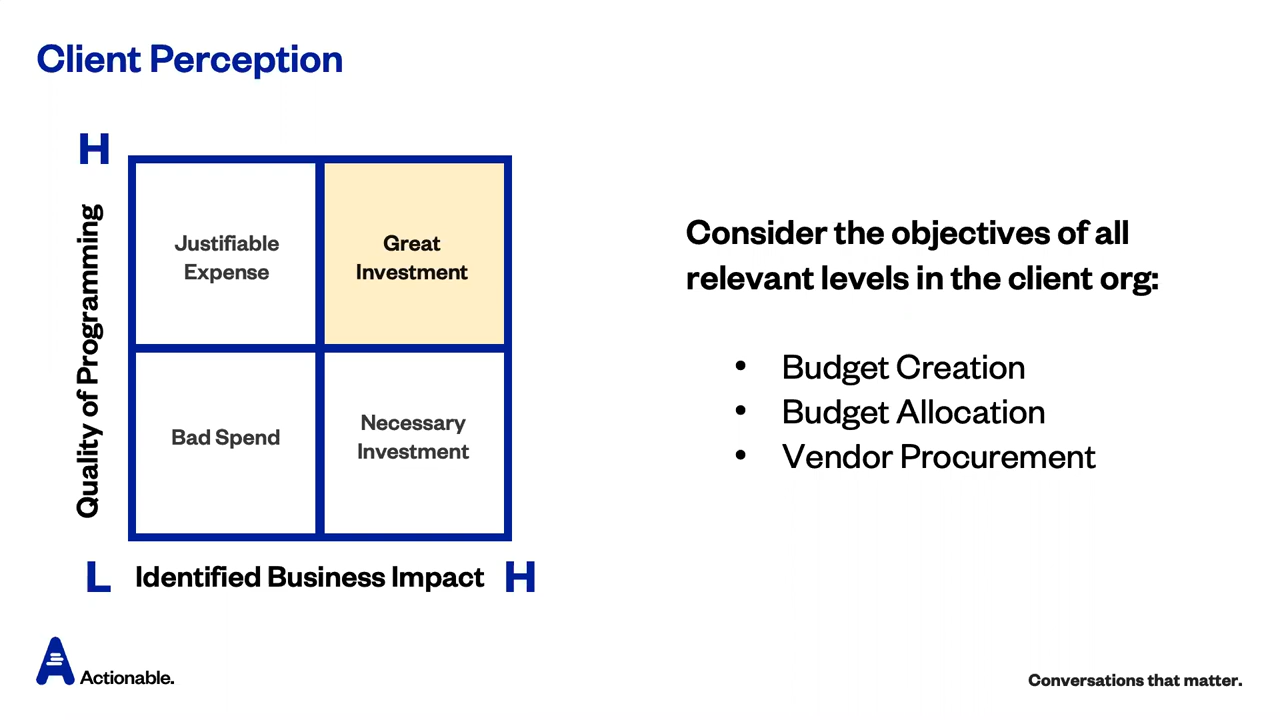 Client Perception
H
Quality of Programming
Justifiable
Expense
Great
Investment
Bad Spend
Necessary
Investment
L
Identified Business Impact
H
Consider the objectives of all
relevant levels in the client org:
• Budget Creation
• Budget Allocation
• Vendor Procurement
Actionable.
Conversations that matter.